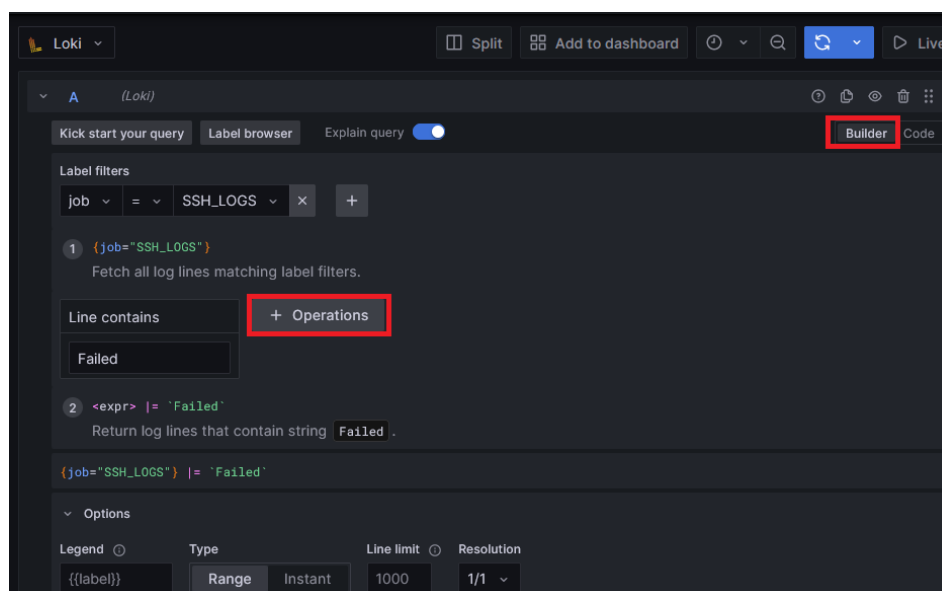 Loki Split Add to dashboard Live
A (Loki)
Kick start your query Label browser Explain query Builder Code
Label filters
job = SSH_LOGS × +
1 {job="SSH_LOGS"}
Fetch all log lines matching label filters.
Line contains + Operations
Failed
2 <expr> |= `Failed`
Return log lines that contain string Failed .
{job="SSH_LOGS"} |= `Failed`
Options
Legend Type Line limit Resolution
{{label}} Range Instant 1000 1/1